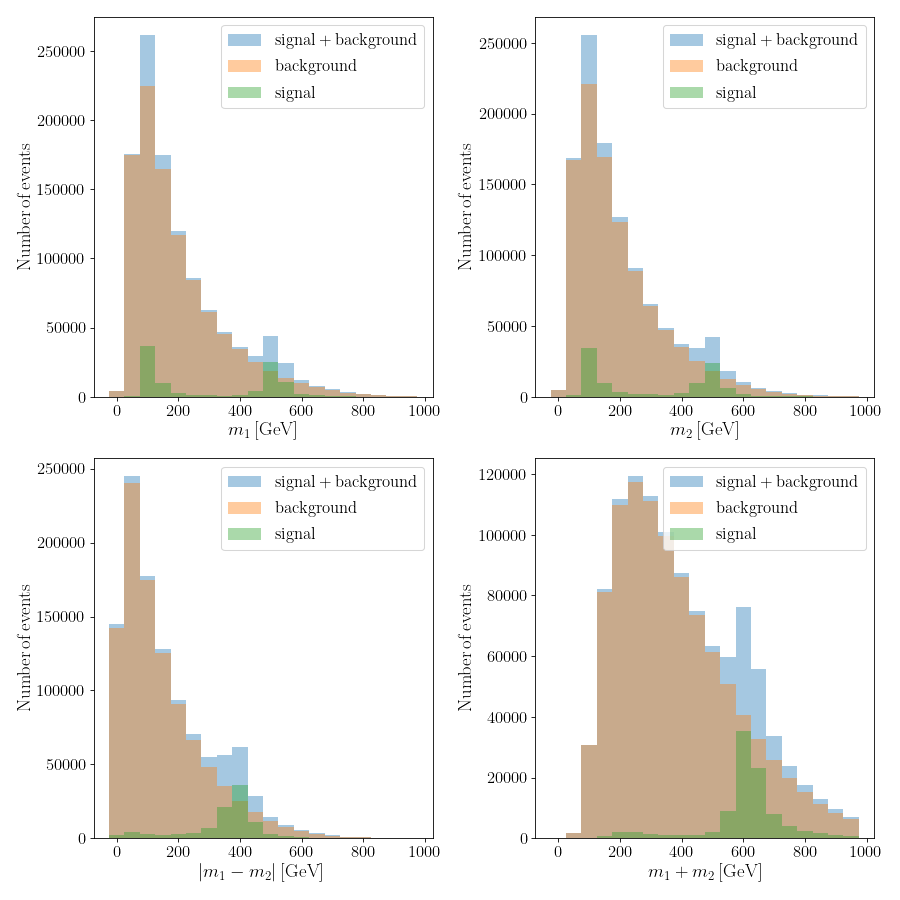 250000
200000
150000
100000
50000
0
Number of events
signal + background
background
signal
0 200 400 600 800 1000
m₁ [GeV]
250000
200000
150000
100000
50000
0
Number of events
signal + background
background
signal
0 200 400 600 800 1000
m₂ [GeV]
250000
200000
150000
100000
50000
0
Number of events
signal + background
background
signal
0 200 400 600 800 1000
|m₁ − m₂| [GeV]
120000
100000
80000
60000
40000
20000
0
Number of events
signal + background
background
signal
0 200 400 600 800 1000
m₁ + m₂ [GeV]